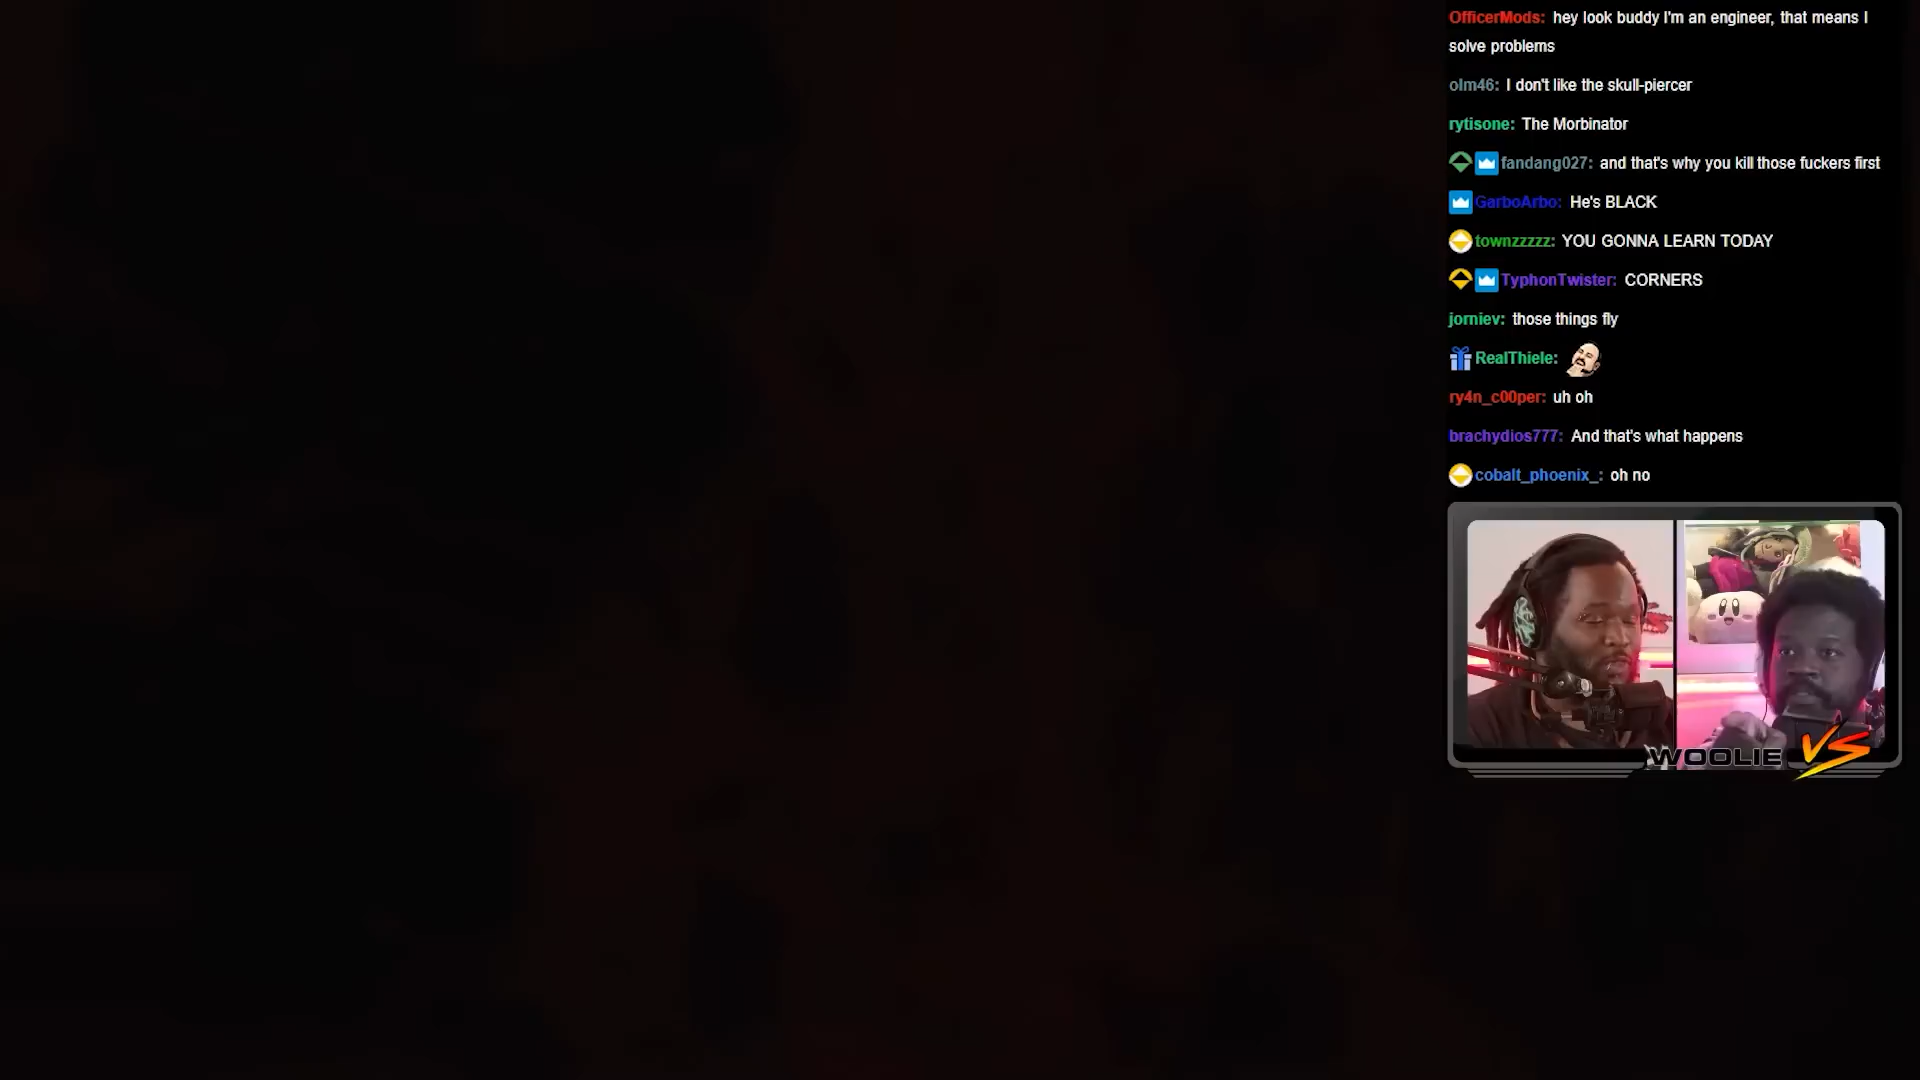 OfficerMods: hey look buddy I'm an engineer, that means I
solve problems
olm46: I don't like the skull-piercer
rytisone: The Morbinator
fandang027: and that's why you kill those fuckers first
GarboArbo: He's BLACK
townzzzzz: YOU GONNA LEARN TODAY
TyphonTwister: CORNERS
jorniev: those things fly
RealThiele:
ry4n_c00per: uh oh
brachydios777: And that's what happens
cobalt_phoenix_: oh no
WOOLIE VS